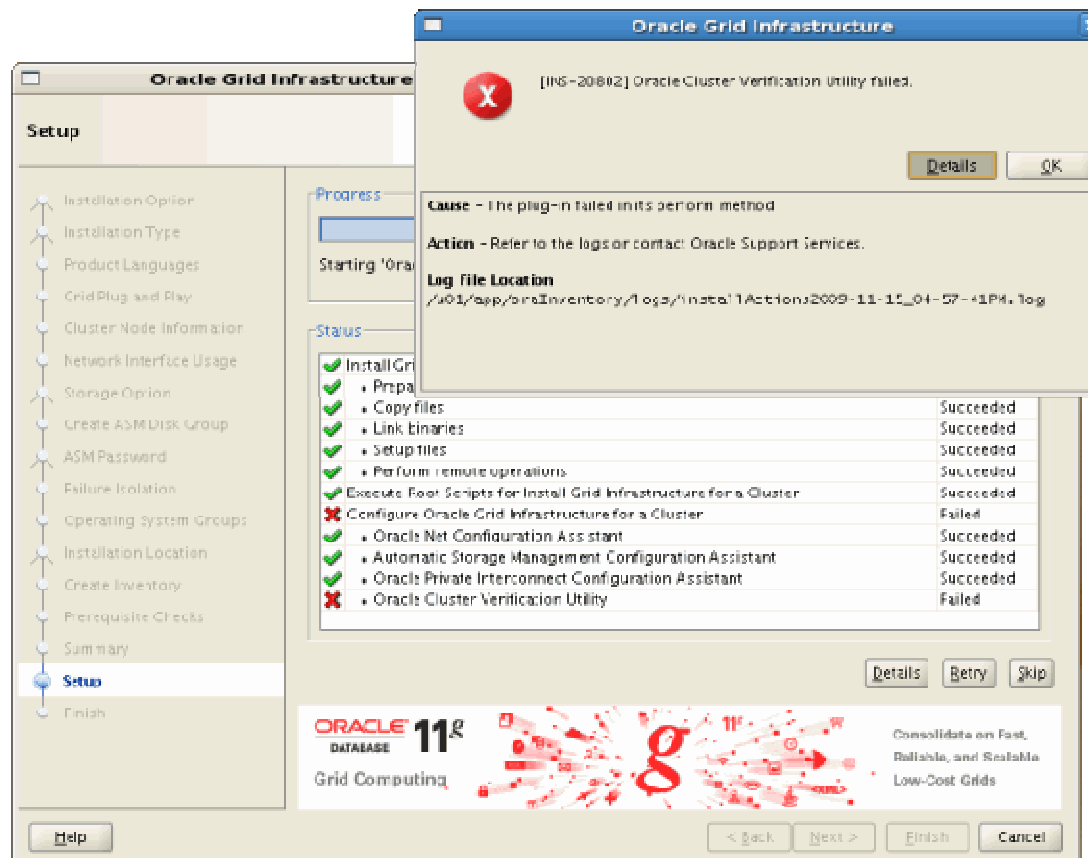 Oracle Grid Infrastructure
[INS-20802] Oracle Cluster Verification Utility failed.
Details
OK
Cause - The plug-in failed in its perform method
Action - Refer to the logs or contact Oracle Support Services.
Log File Location
/u01/app/oraInventory/logs/installActions2009-11-15_04-57-41PM.log
Oracle Grid Infrastructure
Setup
Installation Option
Installation Type
Product Languages
Grid Plug and Play
Cluster Node Information
Network Interface Usage
Storage Option
Create ASM Disk Group
ASM Password
Failure Isolation
Operating System Groups
Installation Location
Create Inventory
Prerequisite Checks
Summary
Setup
Finish
Progress
Starting 'Orac
Status
Install Gri
• Prepa
• Copy files Succeeded
• Link binaries Succeeded
• Setup files Succeeded
• Perform remote operations Succeeded
Execute Root Scripts for Install Grid Infrastructure for a Cluster Succeeded
Configure Oracle Grid Infrastructure for a Cluster Failed
• Oracle Net Configuration Assistant Succeeded
• Automatic Storage Management Configuration Assistant Succeeded
• Oracle Private Interconnect Configuration Assistant Succeeded
• Oracle Cluster Verification Utility Failed
Details
Retry
Skip
ORACLE
DATABASE
11g
Grid Computing
g
11g
<XML>
Consolidate on Fast,
Reliable, and Scalable
Low-Cost Grids
Help
< Back
Next >
Finish
Cancel